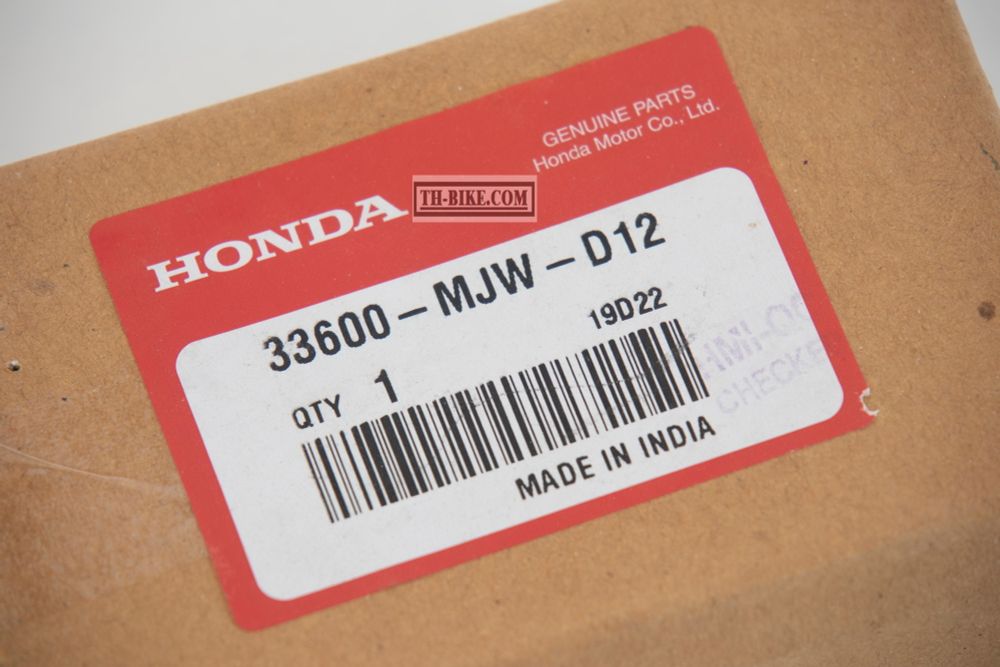 GENUINE PARTS
Honda Motor Co., Ltd.
HONDA
TH-BIKE.COM
33600-MJW-D12
19D22
QTY 1
MADE IN INDIA